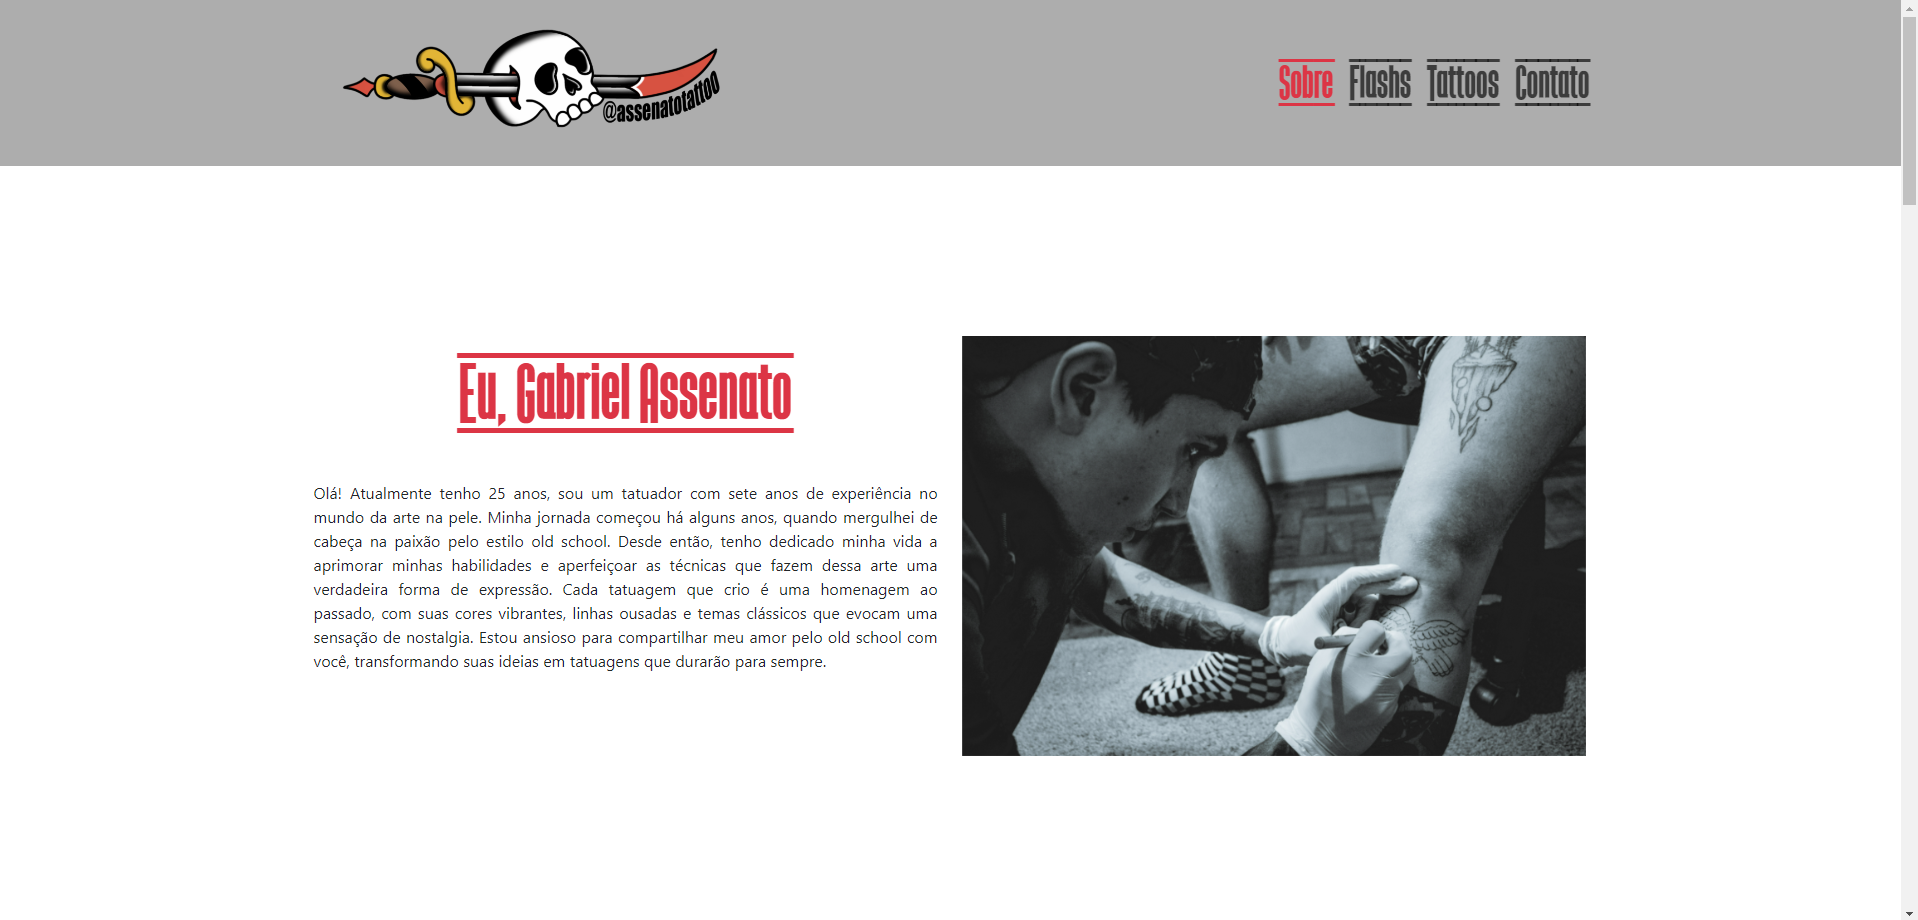 @assenatotattoo
Sobre Flashs Tattoos Contato
Eu, Gabriel Assenato
Olá! Atualmente tenho 25 anos, sou um tatuador com sete anos de experiência no
mundo da arte na pele. Minha jornada começou há alguns anos, quando mergulhei de
cabeça na paixão pelo estilo old school. Desde então, tenho dedicado minha vida a
aprimorar minhas habilidades e aperfeiçoar as técnicas que fazem dessa arte uma
verdadeira forma de expressão. Cada tatuagem que crio é uma homenagem ao
passado, com suas cores vibrantes, linhas ousadas e temas clássicos que evocam uma
sensação de nostalgia. Estou ansioso para compartilhar meu amor pelo old school com
você, transformando suas ideias em tatuagens que durarão para sempre.